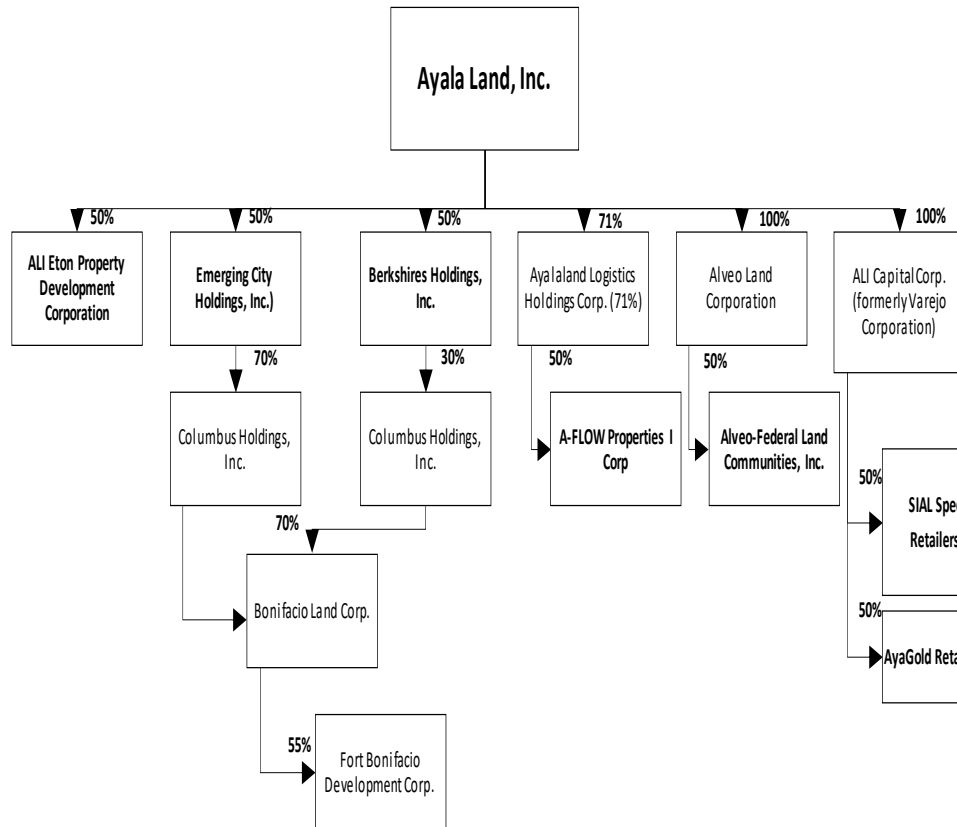 Ayala Land, Inc.
50%
50%
50%
71%
100%
100%
ALI Eton Property
Development
Corporation
Emerging City
Holdings, Inc.)
Berkshires Holdings,
Inc.
Ayalaland Logistics
Holdings Corp. (71%)
Alveo Land
Corporation
ALI Capital Corp.
(formerly Varejo
Corporation)
70%
30%
50%
50%
Columbus Holdings,
Inc.
Columbus Holdings,
Inc.
A-FLOW Properties I
Corp
Alveo-Federal Land
Communities, Inc.
50%
SIAL
Retailers
70%
Bonifacio Land Corp.
50%
AyaGold
55%
Fort Bonifacio
Development Corp.